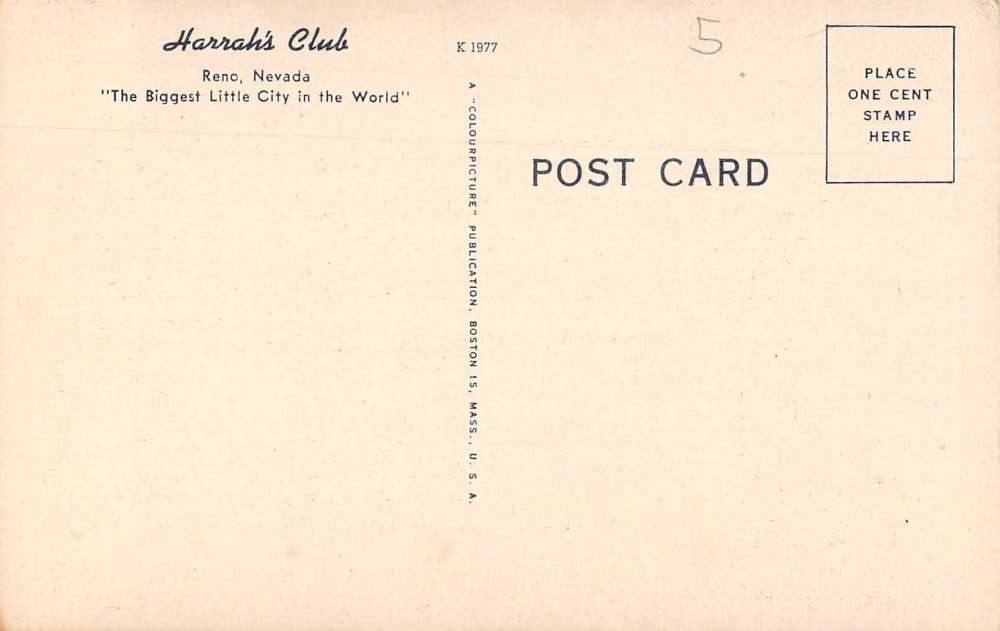 Harrah's Club
Reno, Nevada
"The Biggest Little City in the World"
K 1977
A "COLOURPICTURE" PUBLICATION, BOSTON 15, MASS., U. S. A.
5
POST CARD
PLACE
ONE CENT
STAMP
HERE